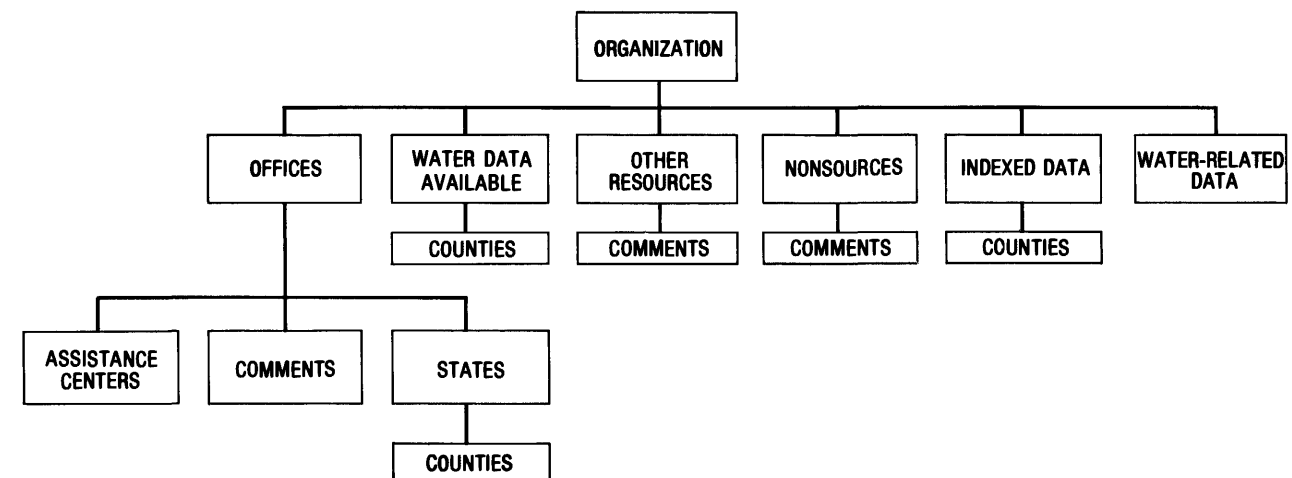 ORGANIZATION
OFFICES
WATER DATA
AVAILABLE
OTHER
RESOURCES
NONSOURCES
INDEXED DATA
WATER-RELATED
DATA
COUNTIES
COMMENTS
COMMENTS
COUNTIES
ASSISTANCE
CENTERS
COMMENTS
STATES
COUNTIES